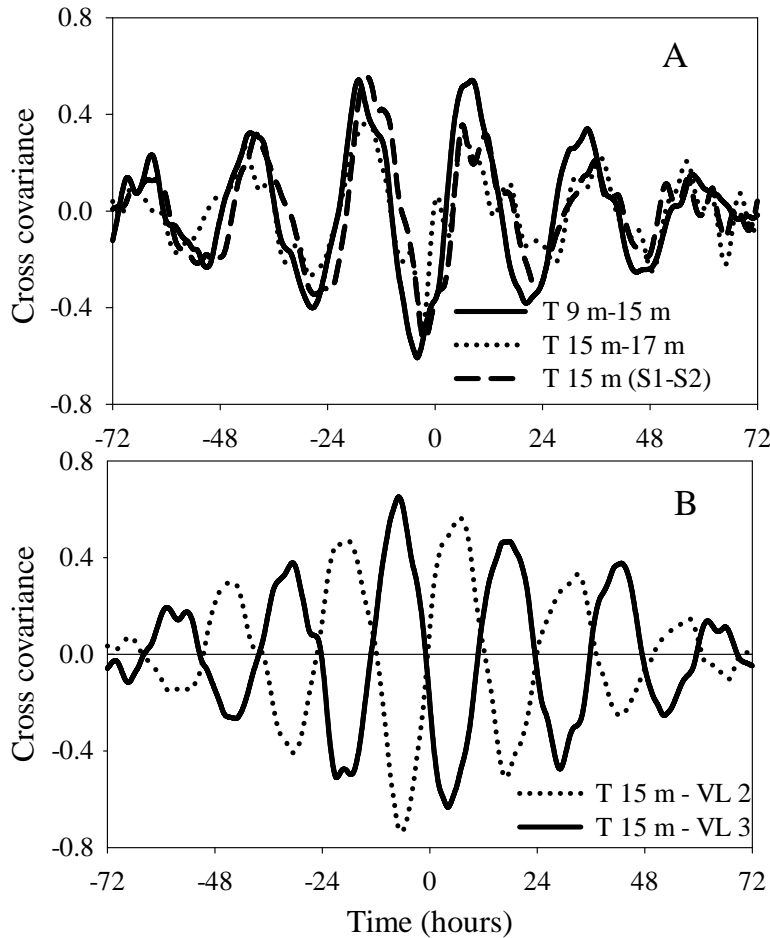 0.8
A
0.4
0.0
-0.4
-0.8
Cross covariance
T 9 m-15 m
T 15 m-17 m
T 15 m (S1-S2)
-72 -48 -24 0 24 48 72
0.8
B
0.4
0.0
-0.4
-0.8
Cross covariance
T 15 m - VL 2
T 15 m - VL 3
-72 -48 -24 0 24 48 72
Time (hours)